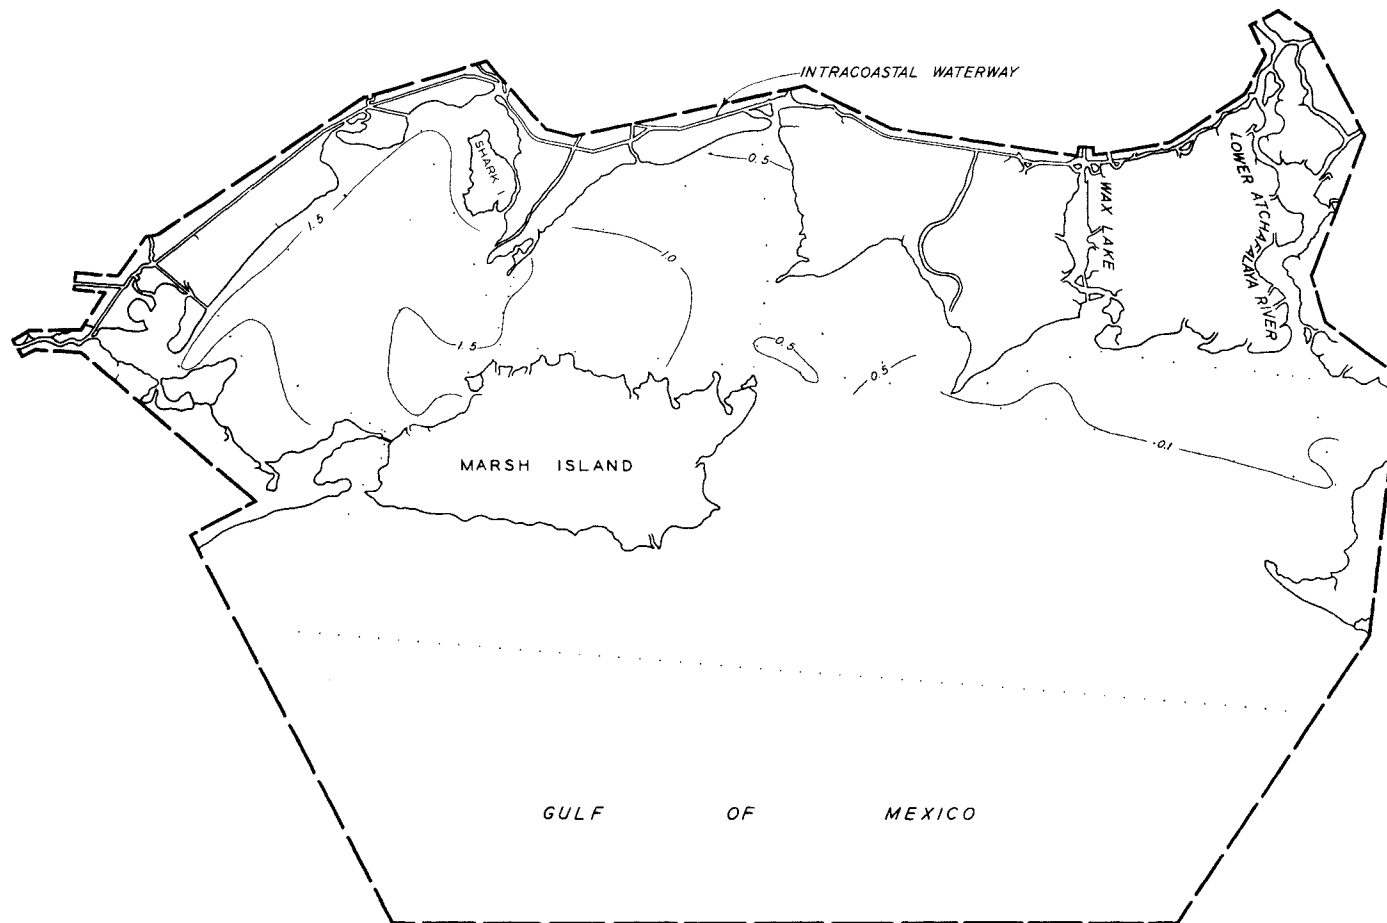 INTRACOASTAL WATERWAY
SHARK I
0.5
LOWER ATCHAFALAYA RIVER
WAX LAKE
1.5
1.0
1.5
0.5
0.5
0.1
MARSH ISLAND
GULF OF MEXICO